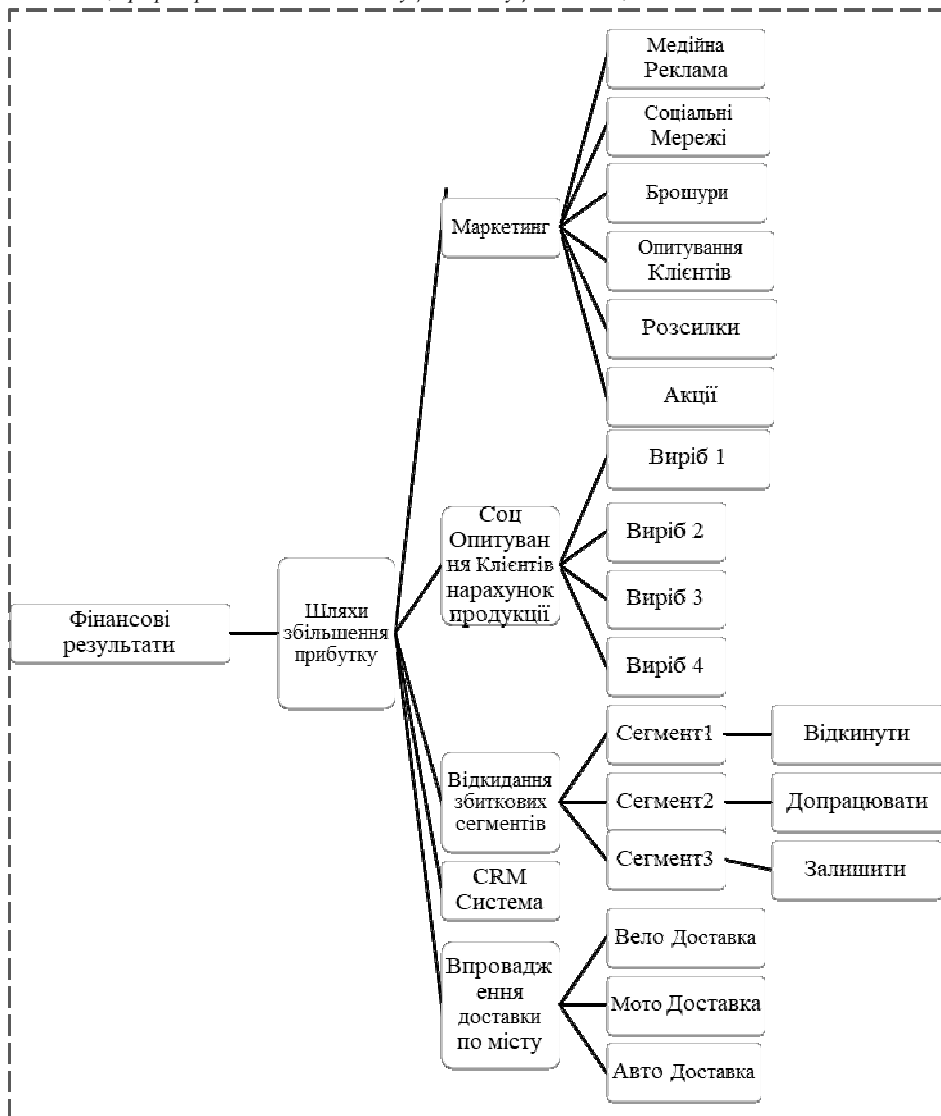 Медійна
Реклама
Соціальні
Мережі
Брошури
Маркетинг
Опитування
Клієнтів
Розсилки
Акції
Виріб 1
Соц
Опитуван
ня Клієнтів
нарахунок
продукції
Виріб 2
Виріб 3
Виріб 4
Фінансові
результати
Шляхи
збільшення
прибутку
Відкидання
збиткових
сегментів
Сегмент1
Відкинути
Сегмент2
Допрацювати
Сегмент3
Залишити
CRM
Система
Впровадж
ення
доставки
по місту
Вело Доставка
Мото Доставка
Авто Доставка